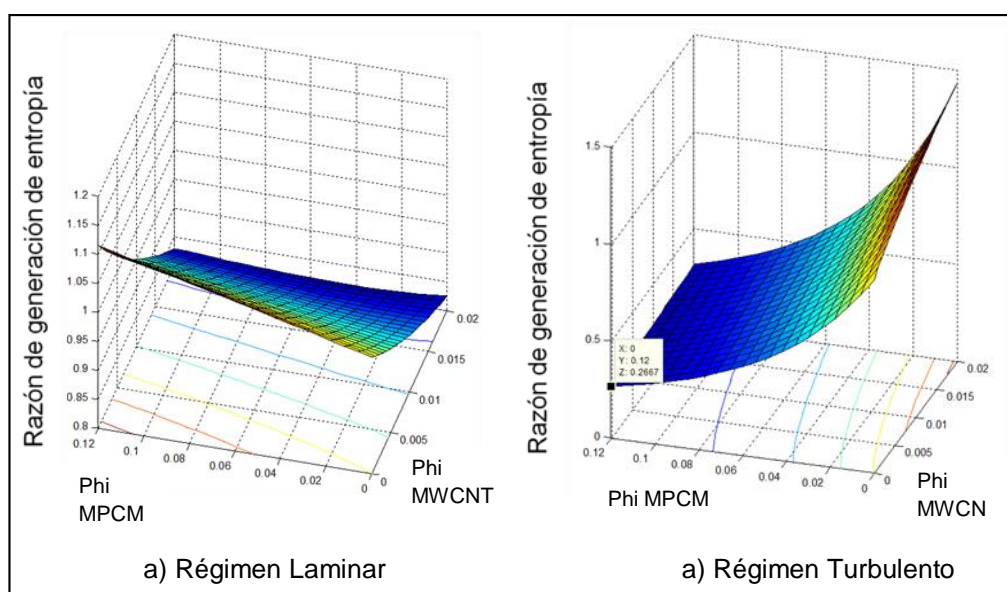 Razón de generación de entropía
1.2
1.15
1.1
1.05
1
0.95
0.9
0.85
0.8
0.12
0.1
0.08
0.06
0.04
0.02
0
0
0.005
0.01
0.015
0.02
Phi
MPCM
Phi
MWCNT
a) Régimen Laminar
Razón de generación de entropía
1.5
1
0.5
0
X: 0
Y: 0.12
Z: 0.2667
0.12
0.1
0.08
0.06
0.04
0.02
0
0
0.005
0.01
0.015
0.02
Phi MPCM
Phi
MWCN
a) Régimen Turbulento